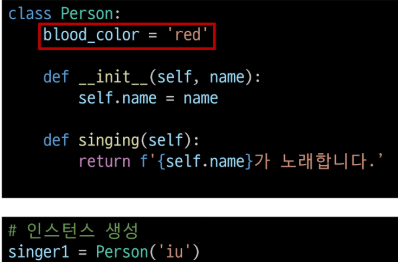 class Person:
    blood_color = 'red'
    def __init__(self, name):
        self.name = name
    def singing(self):
        return f'{self.name}가 노래합니다.’
# 인스턴스 생성
singer1 = Person('iu')